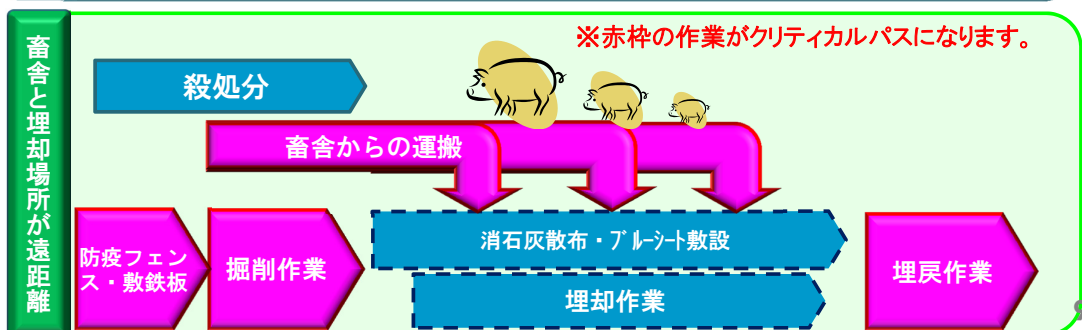 畜舎と埋却場所が遠距離
※赤枠の作業がクリティカルパスになります。
殺処分
畜舎からの運搬
防疫フェン
ス・敷鉄板
掘削作業
消石灰散布・ブルーシート敷設
埋却作業
埋戻作業